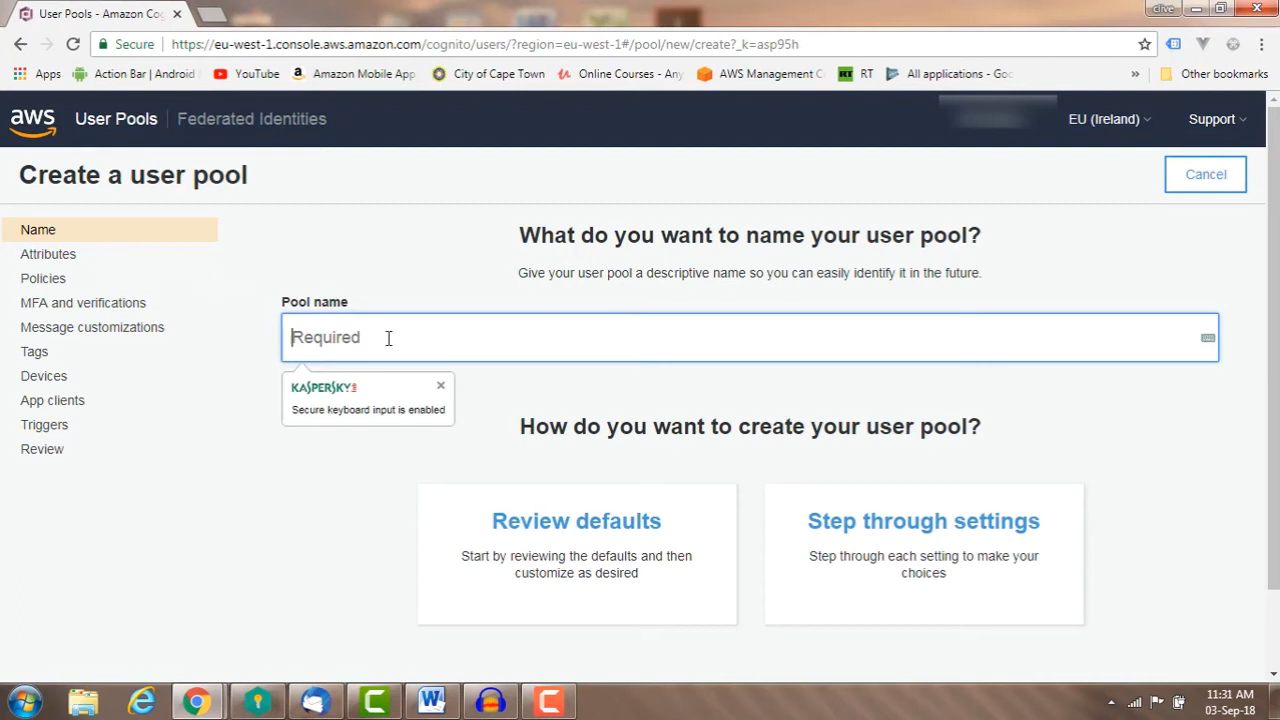 User Pools - Amazon Cog
clive
Secure
https://eu-west-1.console.aws.amazon.com/cognito/users/?region=eu-west-1#/pool/new/create?_k=asp95h
Apps
Action Bar | Android
YouTube
Amazon Mobile App
City of Cape Town
Online Courses - Any
AWS Management C
RT
RT
All applications - Goo
»
Other bookmarks
aws
User Pools
Federated Identities
EU (Ireland)
Support
Create a user pool
Cancel
Name
Attributes
Policies
MFA and verifications
Message customizations
Tags
Devices
App clients
Triggers
Review
What do you want to name your user pool?
Give your user pool a descriptive name so you can easily identify it in the future.
Pool name
Required
KASPERSKY
Secure keyboard input is enabled
How do you want to create your user pool?
Review defaults
Start by reviewing the defaults and then
customize as desired
Step through settings
Step through each setting to make your
choices
11:31 AM
03-Sep-18